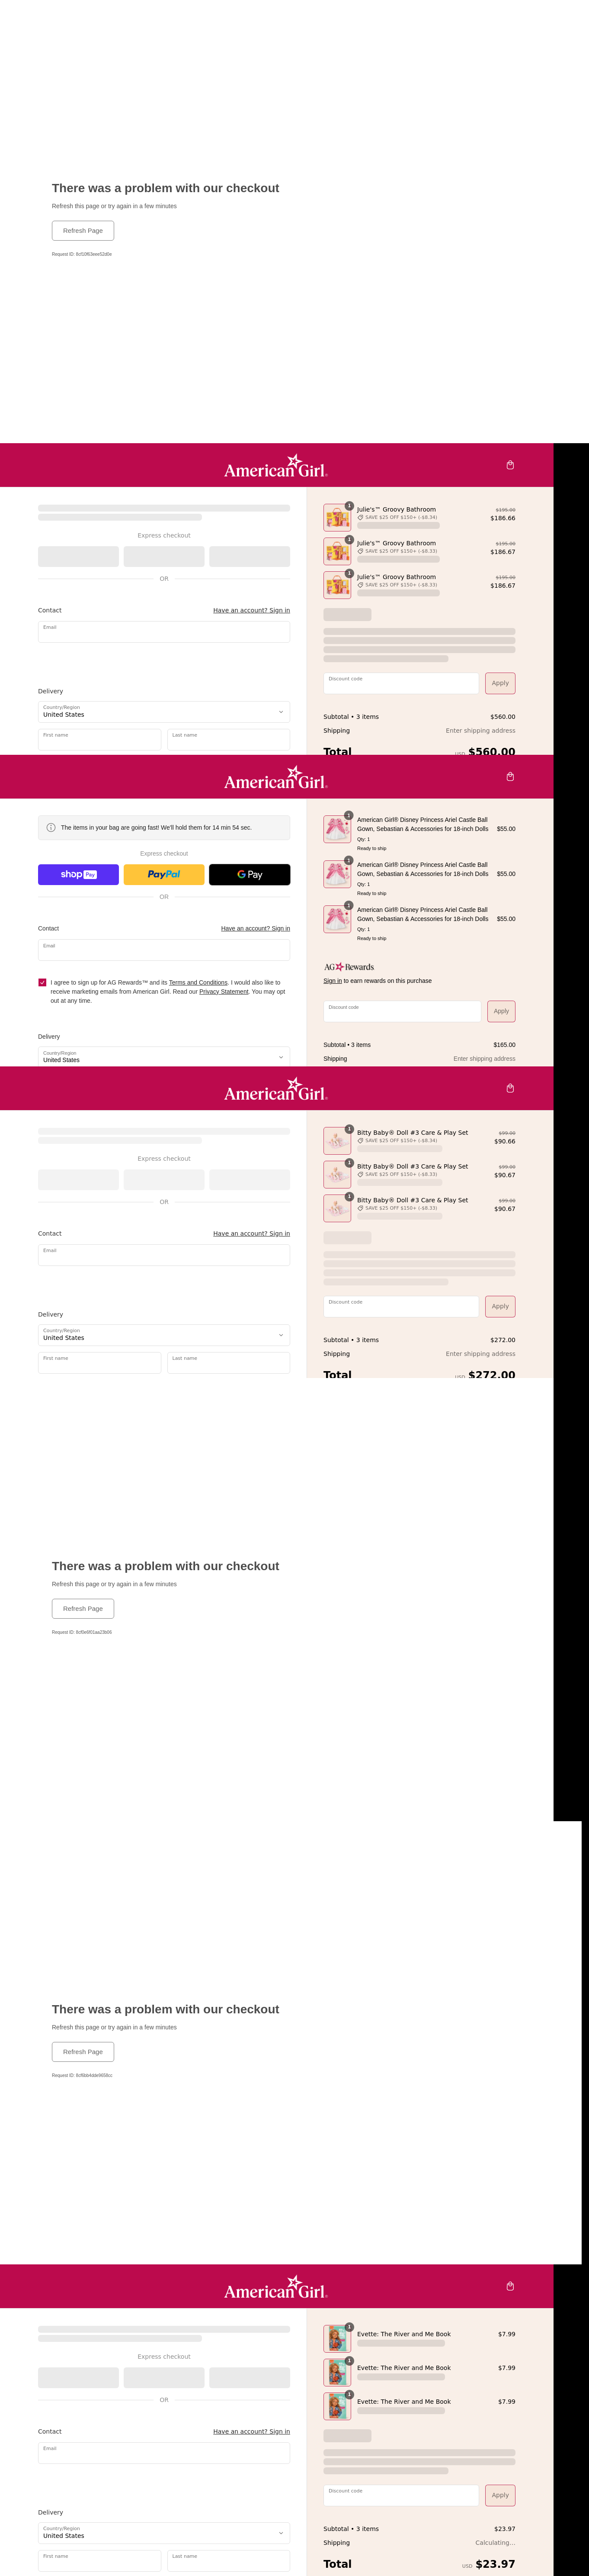 There was a problem with our checkout
Refresh this page or try again in a few minutes
Refresh Page
American Girl®
Express checkout
OR
Contact
Have an account? Sign in
Email
Delivery
Country/Region
United States
First name
Last name
1
Julie's™ Groovy Bathroom
$195.00
SAVE $25 OFF $150+ (-$8.34)
$186.66
1
Julie's™ Groovy Bathroom
$195.00
SAVE $25 OFF $150+ (-$8.33)
$186.67
1
Julie's™ Groovy Bathroom
$195.00
SAVE $25 OFF $150+ (-$8.33)
$186.67
Discount code
Apply
Subtotal • 3 items
$560.00
Shipping
Enter shipping address
Total
USD $560.00
American Girl®
The items in your bag are going fast! We'll hold them for 14 min 54 sec.
Express checkout
shop Pay
PayPal
G Pay
OR
Contact
Have an account? Sign in
Email
I agree to sign up for AG Rewards™ and its Terms and Conditions. I would also like to
receive marketing emails from American Girl. Read our Privacy Statement. You may opt
out at any time.
Delivery
Country/Region
United States
1
American Girl® Disney Princess Ariel Castle Ball
Gown, Sebastian & Accessories for 18-inch Dolls
$55.00
Qty: 1
Ready to ship
1
American Girl® Disney Princess Ariel Castle Ball
Gown, Sebastian & Accessories for 18-inch Dolls
$55.00
Qty: 1
Ready to ship
1
American Girl® Disney Princess Ariel Castle Ball
Gown, Sebastian & Accessories for 18-inch Dolls
$55.00
Qty: 1
Ready to ship
AG Rewards
Sign in to earn rewards on this purchase
Discount code
Apply
Subtotal • 3 items
$165.00
Shipping
Enter shipping address
American Girl®
Express checkout
OR
Contact
Have an account? Sign in
Email
Delivery
Country/Region
United States
First name
Last name
1
Bitty Baby® Doll #3 Care & Play Set
$99.00
SAVE $25 OFF $150+ (-$8.34)
$90.66
1
Bitty Baby® Doll #3 Care & Play Set
$99.00
SAVE $25 OFF $150+ (-$8.33)
$90.67
1
Bitty Baby® Doll #3 Care & Play Set
$99.00
SAVE $25 OFF $150+ (-$8.33)
$90.67
Discount code
Apply
Subtotal • 3 items
$272.00
Shipping
Enter shipping address
Total
USD $272.00
There was a problem with our checkout
Refresh this page or try again in a few minutes
Refresh Page
There was a problem with our checkout
Refresh this page or try again in a few minutes
Refresh Page
American Girl®
Express checkout
OR
Contact
Have an account? Sign in
Email
Delivery
Country/Region
United States
First name
Last name
1
Evette: The River and Me Book
$7.99
1
Evette: The River and Me Book
$7.99
1
Evette: The River and Me Book
$7.99
Discount code
Apply
Subtotal • 3 items
$23.97
Shipping
Calculating...
Total
USD $23.97